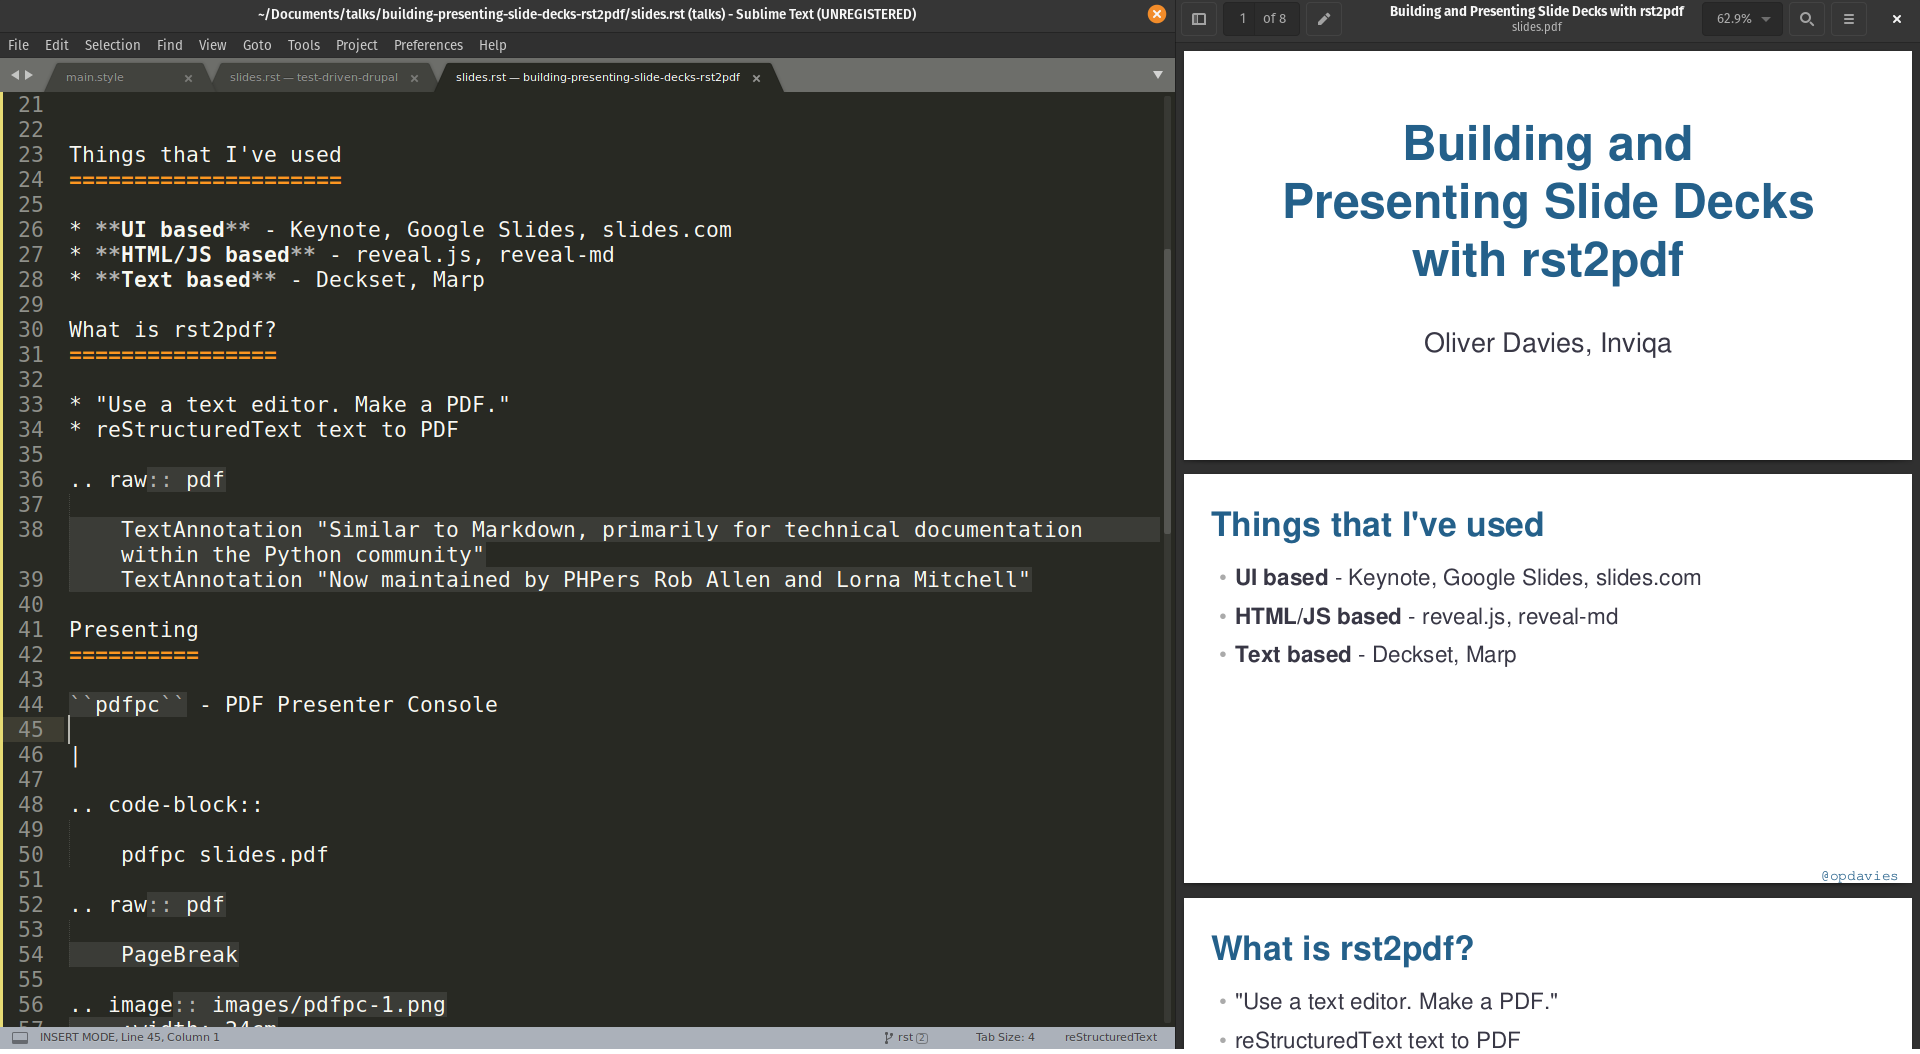 ~/Documents/talks/building-presenting-slide-decks-rst2pdf/slides.rst (talks) - Sublime Text (UNREGISTERED)
File Edit Selection Find View Goto Tools Project Preferences Help
main.style
slides.rst — test-driven-drupal
slides.rst — building-presenting-slide-decks-rst2pdf
21
22
23 Things that I've used
24 =====================
25
26 * **UI based** - Keynote, Google Slides, slides.com
27 * **HTML/JS based** - reveal.js, reveal-md
28 * **Text based** - Deckset, Marp
29
30 What is rst2pdf?
31 ================
32
33 * "Use a text editor. Make a PDF."
34 * reStructuredText text to PDF
35
36 .. raw:: pdf
37
38 TextAnnotation "Similar to Markdown, primarily for technical documentation
within the Python community"
39 TextAnnotation "Now maintained by PHPers Rob Allen and Lorna Mitchell"
40
41 Presenting
42 ==========
43
44 ``pdfpc`` - PDF Presenter Console
45
46 |
47
48 .. code-block::
49
50 pdfpc slides.pdf
51
52 .. raw:: pdf
53
54 PageBreak
55
56 .. image:: images/pdfpc-1.png
57 :width: 24cm
INSERT MODE, Line 45, Column 1
rst 2
Tab Size: 4
reStructuredText
1 of 8
Building and Presenting Slide Decks with rst2pdf
slides.pdf
62.9%
Building and
Presenting Slide Decks
with rst2pdf
Oliver Davies, Inviqa
Things that I've used
• UI based - Keynote, Google Slides, slides.com
• HTML/JS based - reveal.js, reveal-md
• Text based - Deckset, Marp
@opdavies
What is rst2pdf?
• "Use a text editor. Make a PDF."
• reStructuredText text to PDF